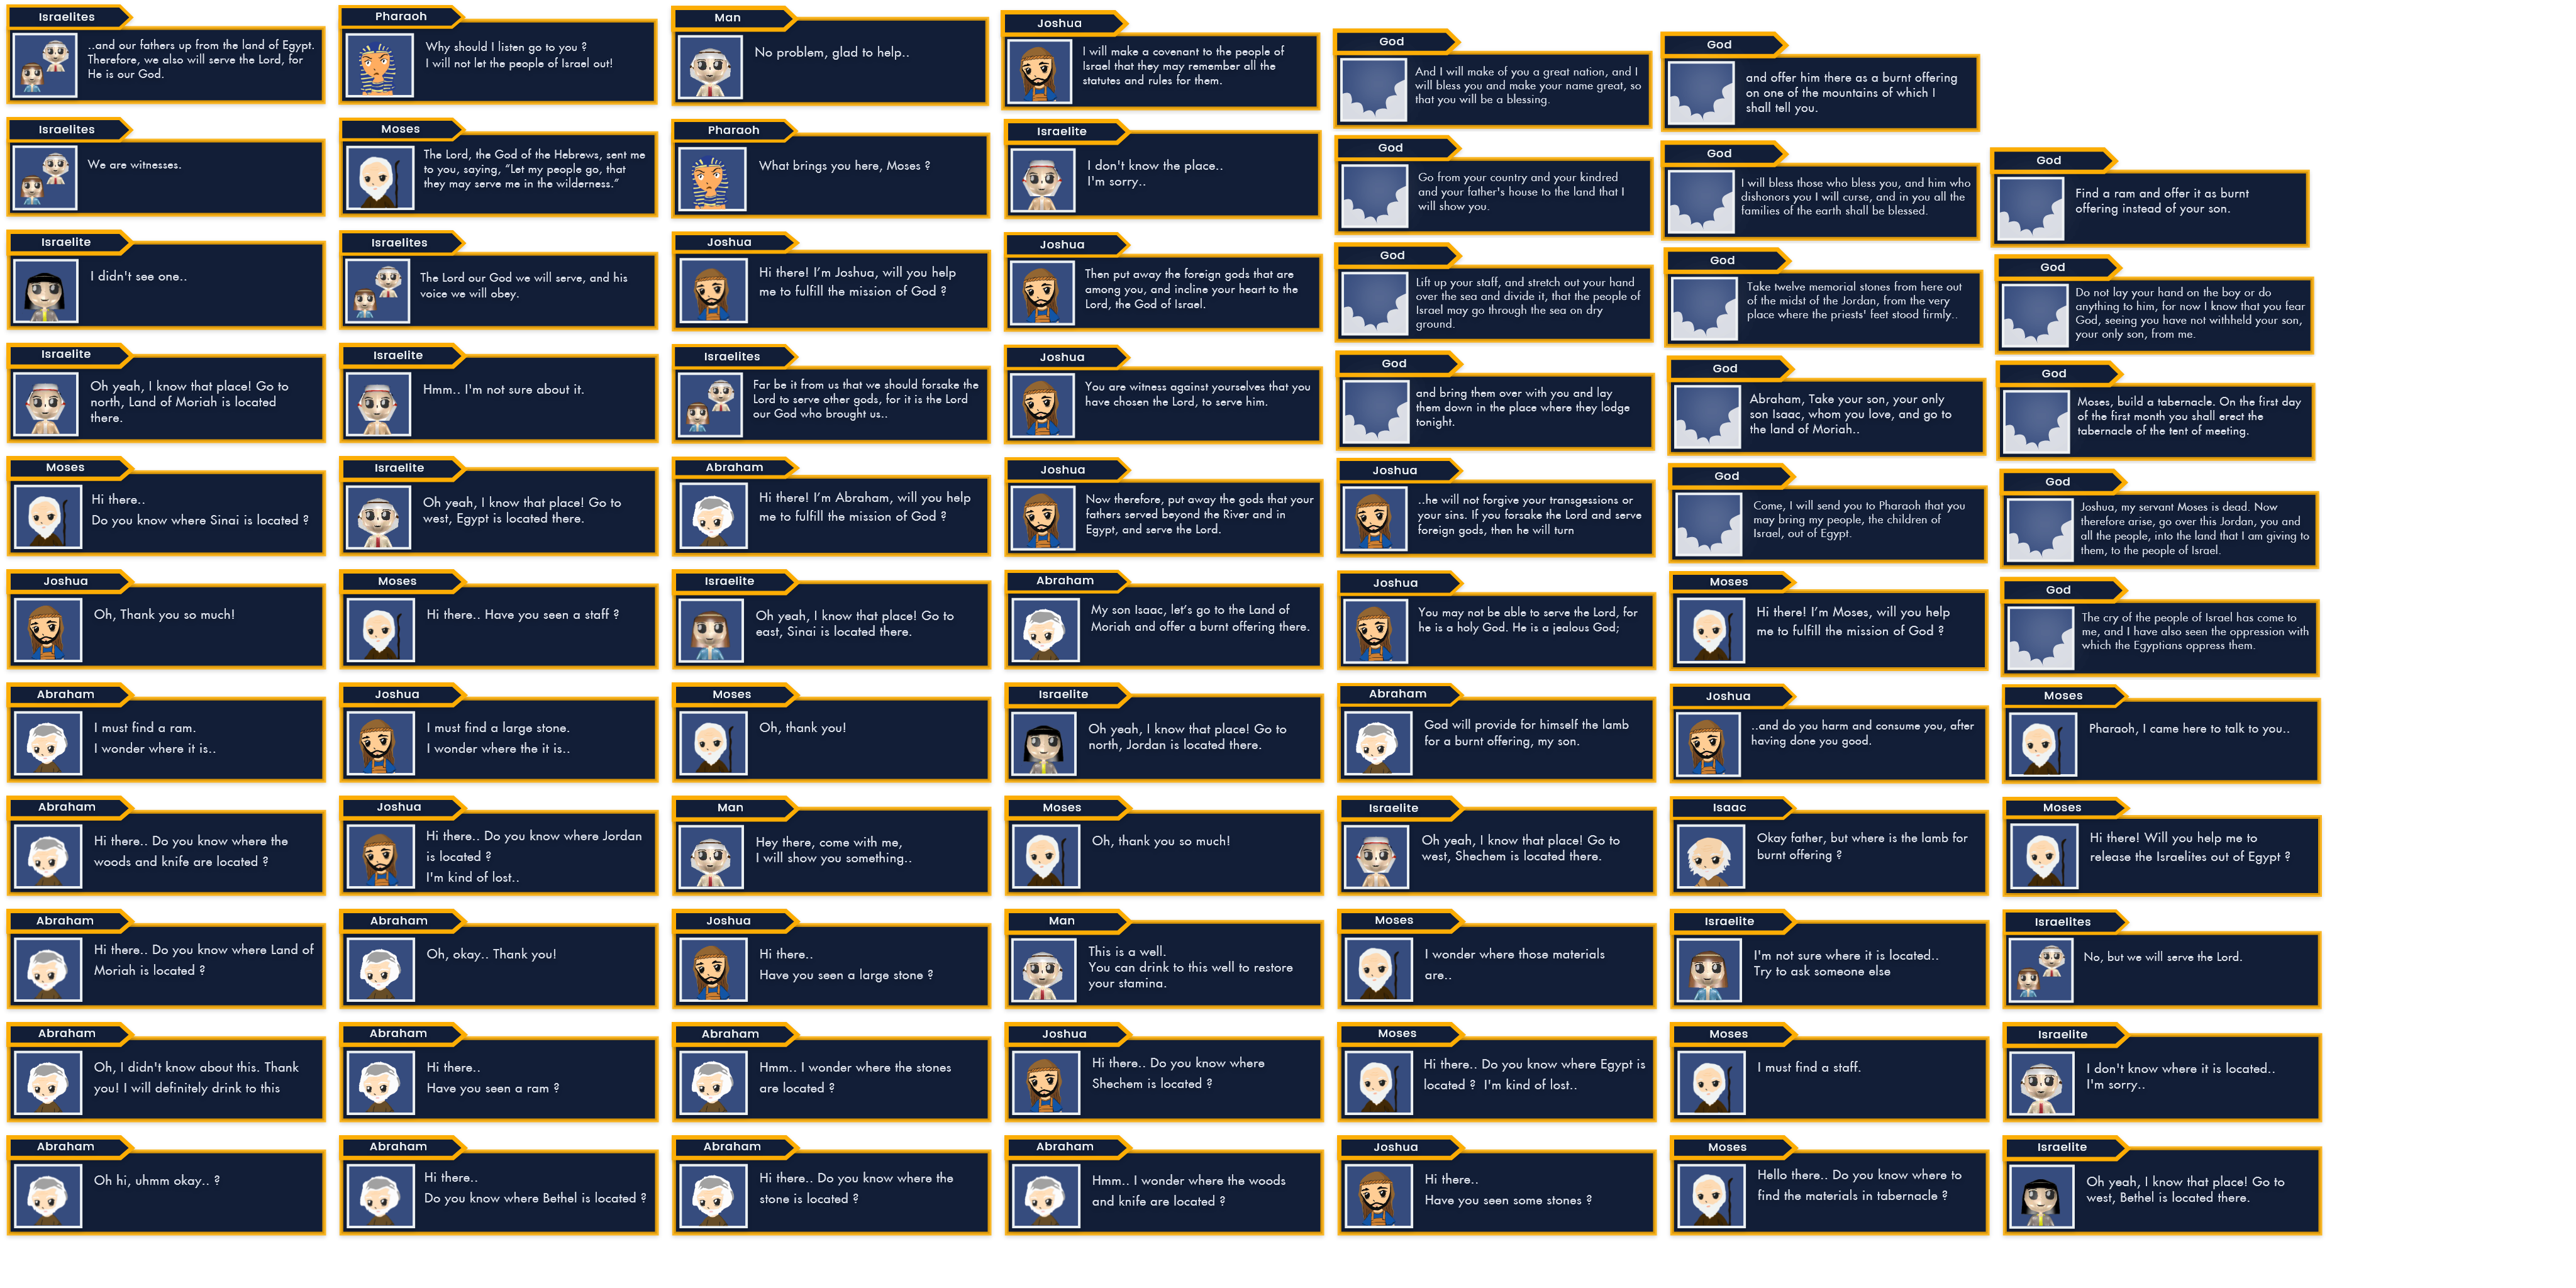 Israelites
..and our fathers up from the land of Egypt.
Therefore, we also will serve the Lord, for
He is our God.
Israelites
We are witnesses.
Israelite
I didn't see one..
Israelite
Oh yeah, I know that place! Go to
north, Land of Moriah is located
there.
Moses
Hi there..
Do you know where Sinai is located ?
Joshua
Oh, Thank you so much!
Abraham
I must find a ram.
I wonder where it is..
Abraham
Hi there.. Do you know where the
woods and knife are located ?
Abraham
Hi there.. Do you know where Land of
Moriah is located ?
Abraham
Oh, I didn't know about this. Thank
you! I will definitely drink to this
Abraham
Oh hi, uhmm okay.. ?
Pharaoh
Why should I listen go to you ?
I will not let the people of Israel out!
Moses
The Lord, the God of the Hebrews, sent me
to you, saying, “Let my people go, that
they may serve me in the wilderness.”
Israelites
The Lord our God we will serve, and his
voice we will obey.
Israelite
Hmm.. I'm not sure about it.
Israelite
Oh yeah, I know that place! Go to
west, Egypt is located there.
Moses
Hi there.. Have you seen a staff ?
Joshua
I must find a large stone.
I wonder where the it is..
Joshua
Hi there.. Do you know where Jordan
is located ?
I'm kind of lost..
Abraham
Oh, okay.. Thank you!
Abraham
Hi there..
Have you seen a ram ?
Abraham
Hi there..
Do you know where Bethel is located ?
Man
No problem, glad to help..
Pharaoh
What brings you here, Moses ?
Joshua
Hi there! I’m Joshua, will you help
me to fulfill the mission of God ?
Israelites
Far be it from us that we should forsake the
Lord to serve other gods, for it is the Lord
our God who brought us..
Abraham
Hi there! I’m Abraham, will you help
me to fulfill the mission of God ?
Israelite
Oh yeah, I know that place! Go to
east, Sinai is located there.
Moses
Oh, thank you!
Man
Hey there, come with me,
I will show you something..
Joshua
Hi there..
Have you seen a large stone ?
Abraham
Hmm.. I wonder where the stones
are located ?
Abraham
Hi there.. Do you know where the
stone is located ?
Joshua
I will make a covenant to the people of
Israel that they may remember all the
statutes and rules for them.
Israelite
I don't know the place..
I'm sorry..
Joshua
Then put away the foreign gods that are
among you, and incline your heart to the
Lord, the God of Israel.
Joshua
You are witness against yourselves that you
have chosen the Lord, to serve him.
Joshua
Now therefore, put away the gods that your
fathers served beyond the River and in
Egypt, and serve the Lord.
Abraham
My son Isaac, let’s go to the Land of
Moriah and offer a burnt offering there.
Israelite
Oh yeah, I know that place! Go to
north, Jordan is located there.
Moses
Oh, thank you so much!
Man
This is a well.
You can drink to this well to restore
your stamina.
Joshua
Hi there.. Do you know where
Shechem is located ?
Abraham
Hmm.. I wonder where the woods
and knife are located ?
God
And I will make of you a great nation, and I
will bless you and make your name great, so
that you will be a blessing.
God
Go from your country and your kindred
and your father's house to the land that I
will show you.
God
Lift up your staff, and stretch out your hand
over the sea and divide it, that the people of
Israel may go through the sea on dry
ground.
God
and bring them over with you and lay
them down in the place where they lodge
tonight.
Joshua
..he will not forgive your transgessions or
your sins. If you forsake the Lord and serve
foreign gods, then he will turn
Joshua
You may not be able to serve the Lord, for
he is a holy God. He is a jealous God;
Abraham
God will provide for himself the lamb
for a burnt offering, my son.
Israelite
Oh yeah, I know that place! Go to
west, Shechem is located there.
Moses
I wonder where those materials
are..
Moses
Hi there.. Do you know where Egypt is
located ? I'm kind of lost..
Joshua
Hi there..
Have you seen some stones ?
God
and offer him there as a burnt offering
on one of the mountains of which I
shall tell you.
God
I will bless those who bless you, and him who
dishonors you I will curse, and in you all the
families of the earth shall be blessed.
God
Take twelve memorial stones from here out
of the midst of the Jordan, from the very
place where the priests' feet stood firmly..
God
Abraham, Take your son, your only
son Isaac, whom you love, and go to
the land of Moriah..
God
Come, I will send you to Pharaoh that you
may bring my people, the children of
Israel, out of Egypt.
Moses
Hi there! I’m Moses, will you help
me to fulfill the mission of God ?
Joshua
..and do you harm and consume you, after
having done you good.
Isaac
Okay father, but where is the lamb for
burnt offering ?
Israelite
I'm not sure where it is located..
Try to ask someone else
Moses
I must find a staff.
Moses
Hello there.. Do you know where to
find the materials in tabernacle ?
God
Find a ram and offer it as burnt
offering instead of your son.
God
Do not lay your hand on the boy or do
anything to him, for now I know that you fear
God, seeing you have not withheld your son,
your only son, from me.
God
Moses, build a tabernacle. On the first day
of the first month you shall erect the
tabernacle of the tent of meeting.
God
Joshua, my servant Moses is dead. Now
therefore arise, go over this Jordan, you and
all the people, into the land that I am giving to
them, to the people of Israel.
God
The cry of the people of Israel has come to
me, and I have also seen the oppression with
which the Egyptians oppress them.
Moses
Pharaoh, I came here to talk to you..
Moses
Hi there! Will you help me to
release the Israelites out of Egypt ?
Israelites
No, but we will serve the Lord.
Israelite
I don't know where it is located..
I'm sorry..
Israelite
Oh yeah, I know that place! Go to
west, Bethel is located there.